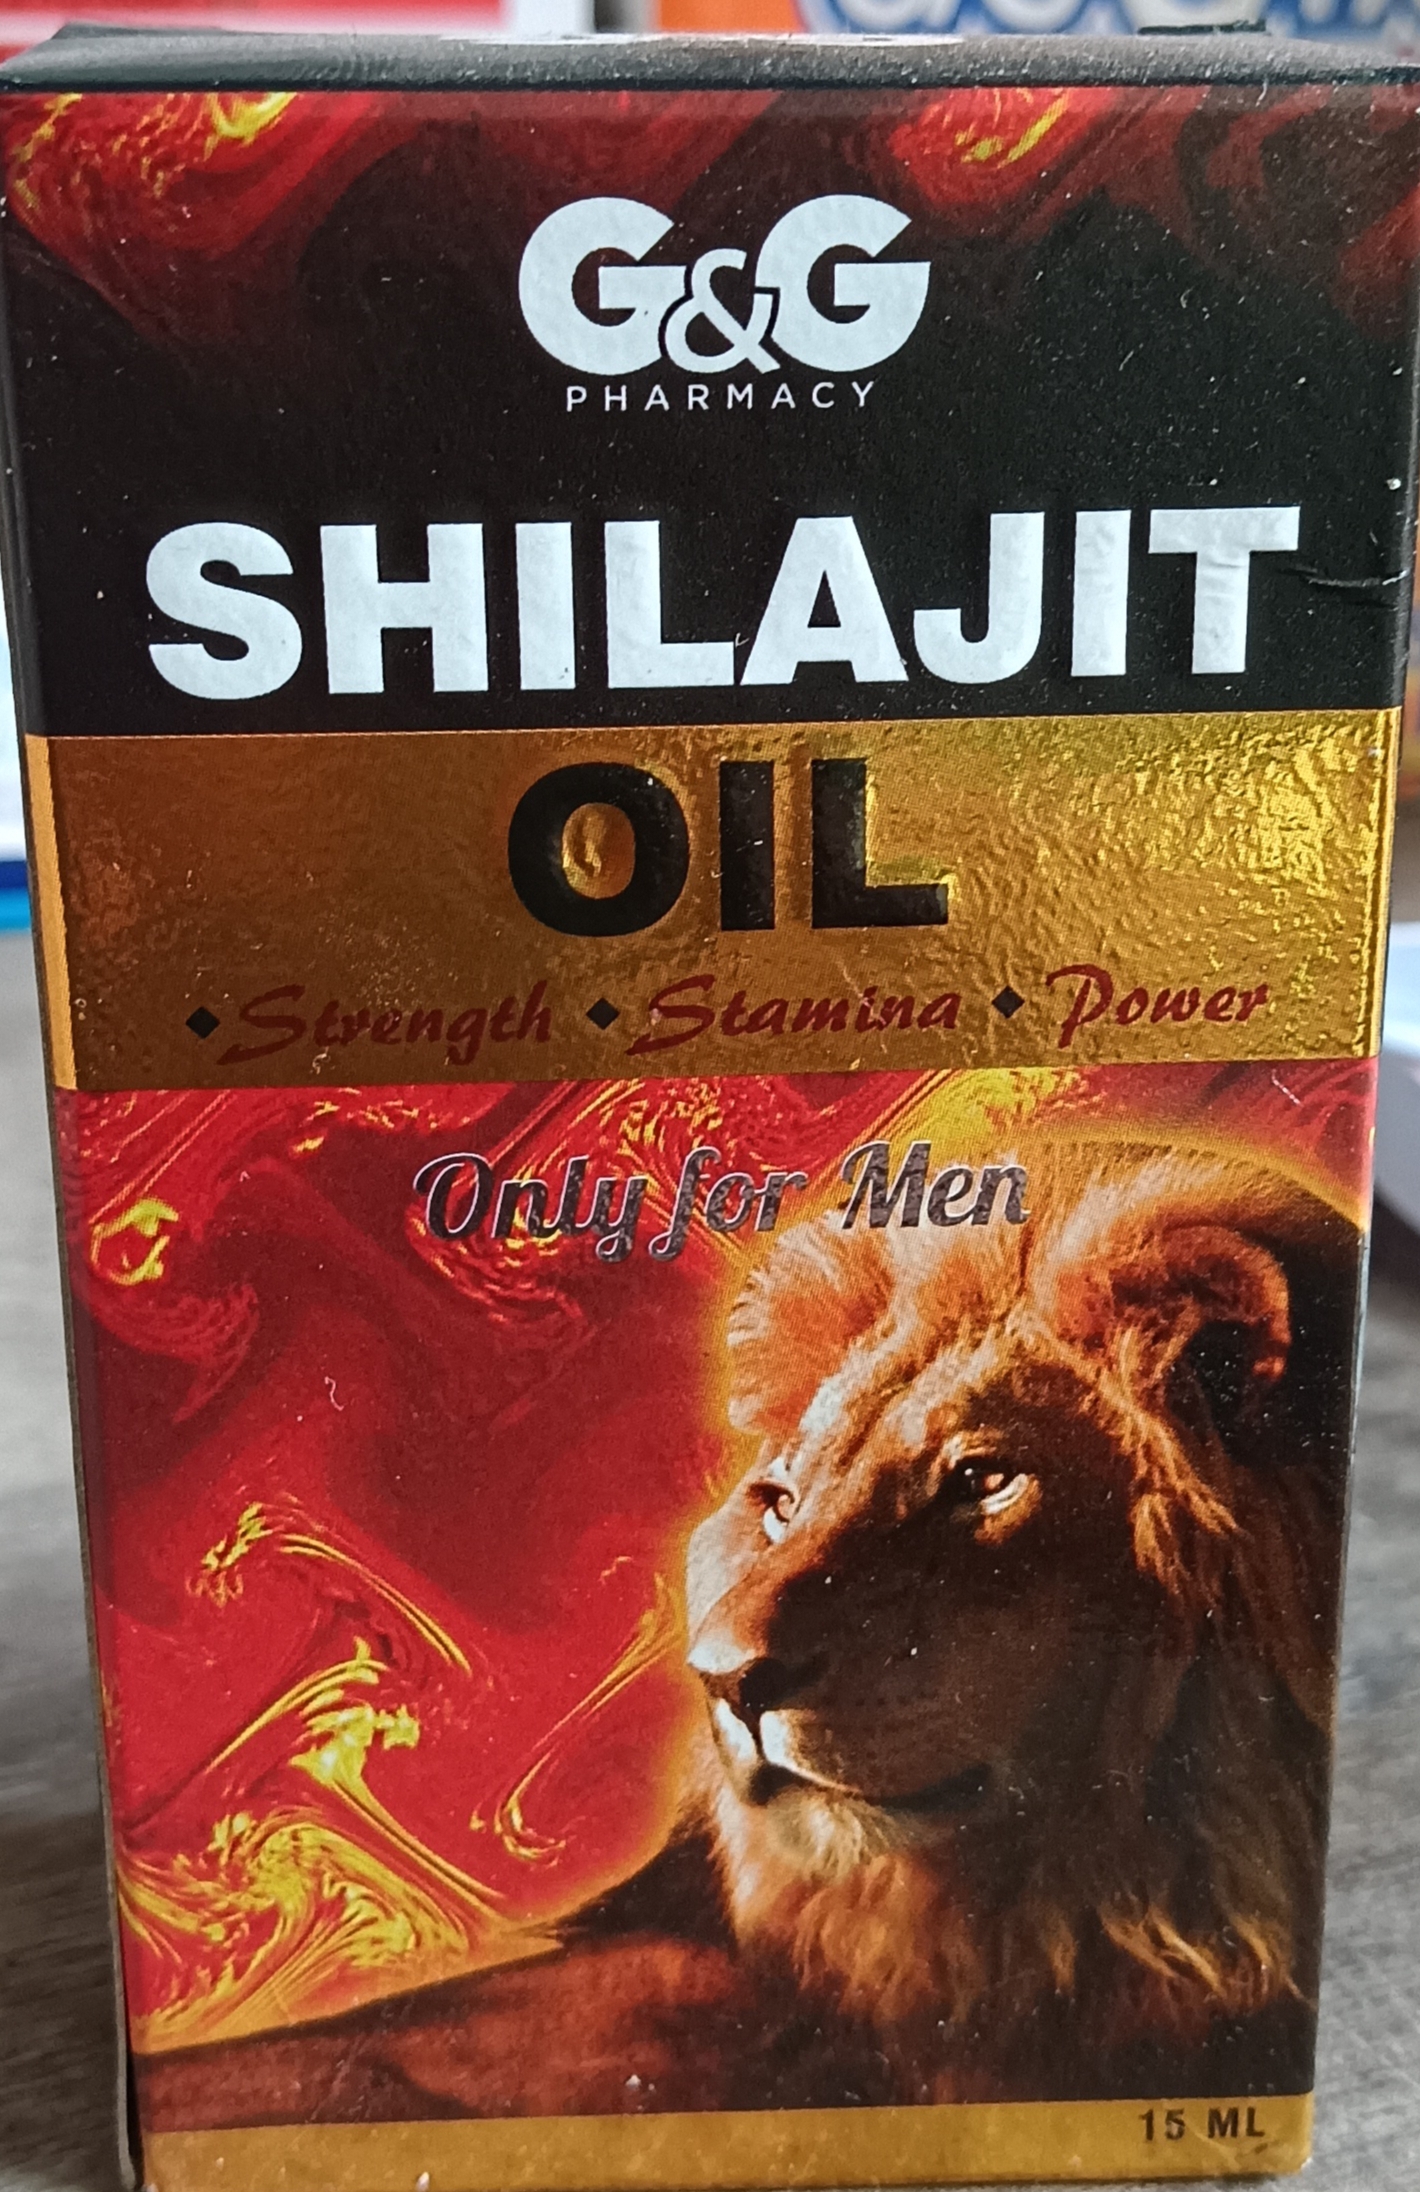 G&G
PHARMACY
SHILAJIT
OIL
◆Strength ◆Stamina ◆Power
Only for Men
15 ML